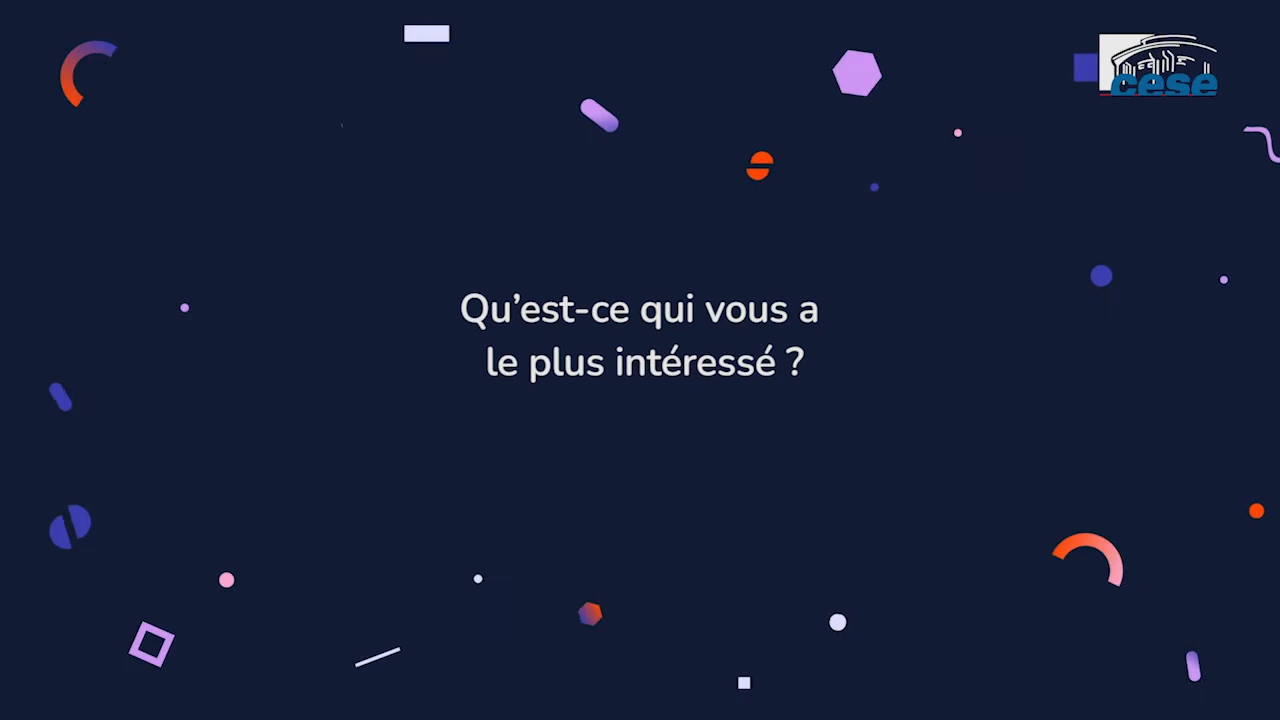 cese
Qu’est-ce qui vous a
le plus intéressé ?